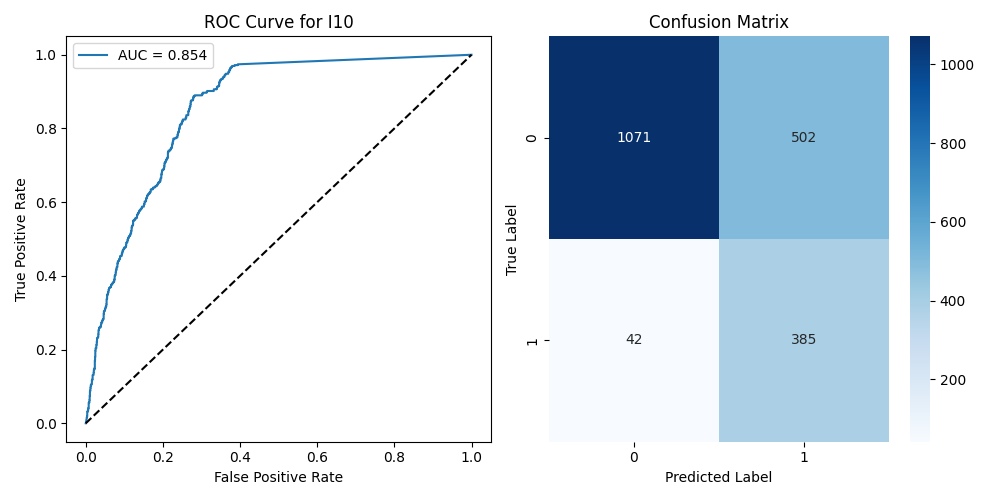 ROC Curve for I10
AUC = 0.854
1.0
0.8
0.6
0.4
0.2
0.0
True Positive Rate
0.0 0.2 0.4 0.6 0.8 1.0
False Positive Rate
Confusion Matrix
True Label
0
1
1071 502
42 385
0 1
Predicted Label
1000
800
600
400
200